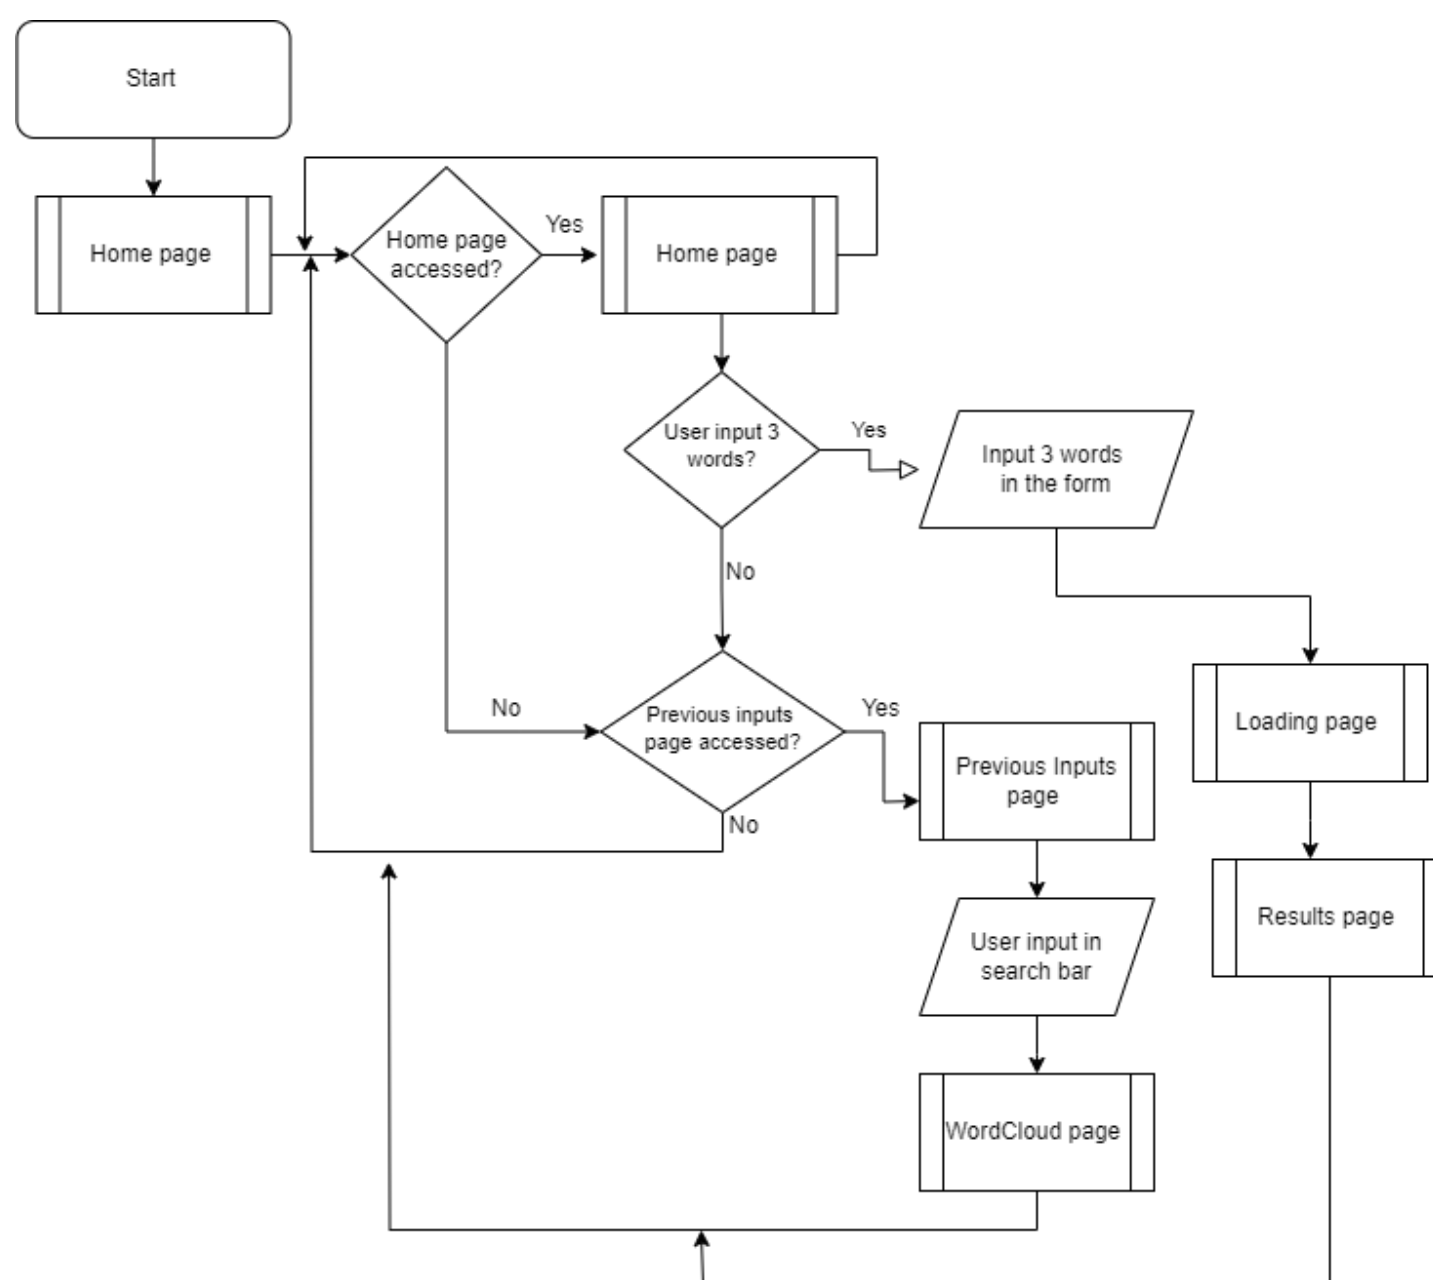 Start
Home page
Home page
accessed?
Yes
Home page
User input 3
words?
Yes
Input 3 words
in the form
No
No
Previous inputs
page accessed?
Yes
No
Previous Inputs
page
Loading page
User input in
search bar
Results page
WordCloud page